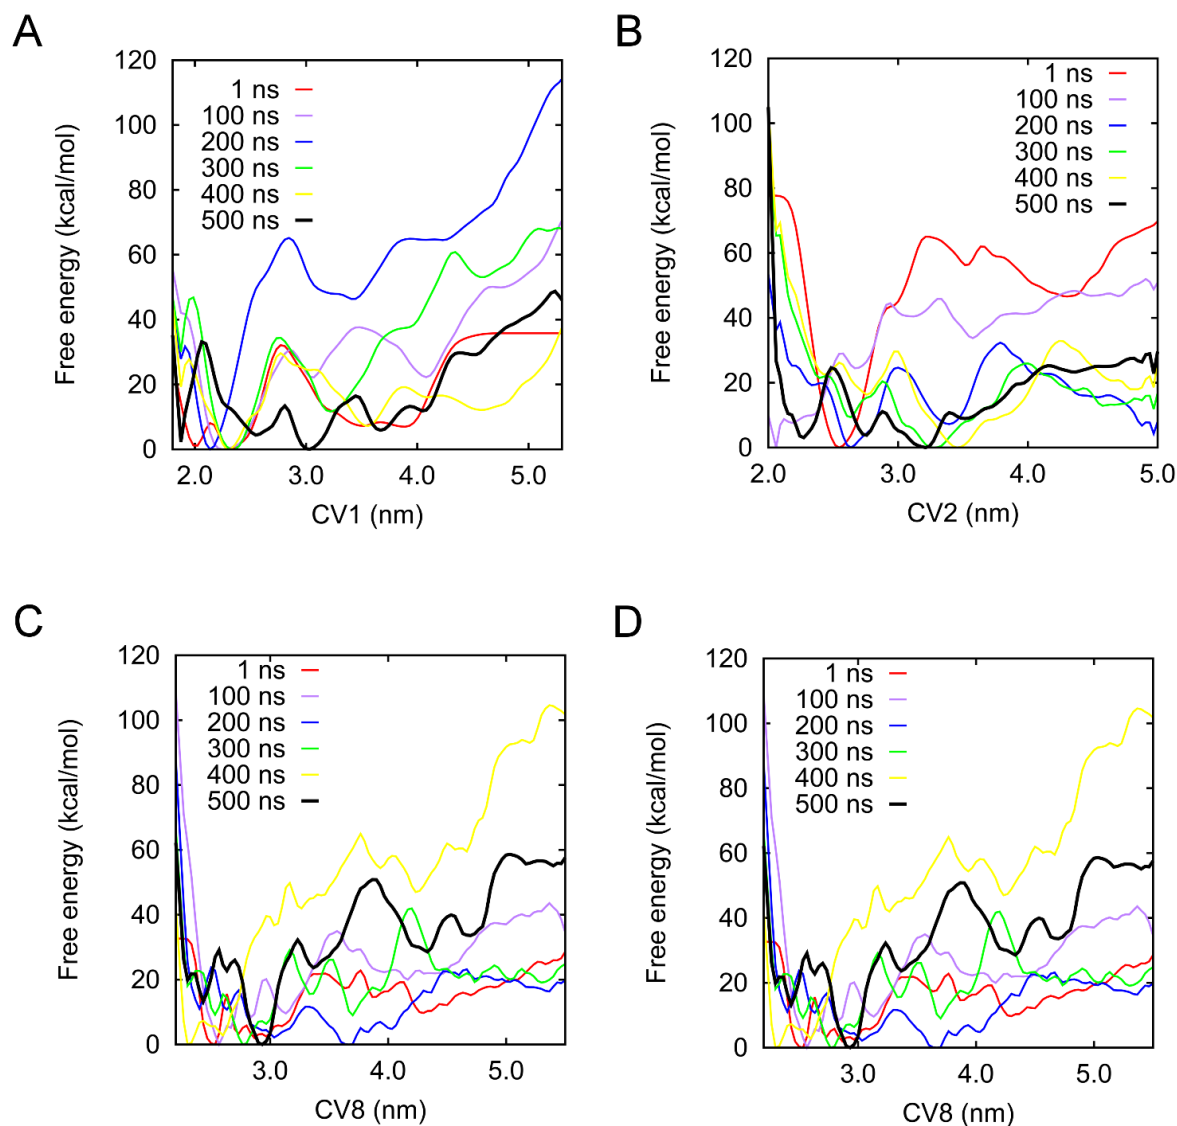 A
Free energy (kcal/mol)
120
100
80
60
40
20
0
1 ns
100 ns
200 ns
300 ns
400 ns
500 ns
2.0 3.0 4.0 5.0
CV1 (nm)
B
Free energy (kcal/mol)
120
100
80
60
40
20
0
1 ns
100 ns
200 ns
300 ns
400 ns
500 ns
2.0 3.0 4.0 5.0
CV2 (nm)
C
Free energy (kcal/mol)
120
100
80
60
40
20
0
1 ns
100 ns
200 ns
300 ns
400 ns
500 ns
3.0 4.0 5.0
CV8 (nm)
D
Free energy (kcal/mol)
120
100
80
60
40
20
0
1 ns
100 ns
200 ns
300 ns
400 ns
500 ns
3.0 4.0 5.0
CV8 (nm)